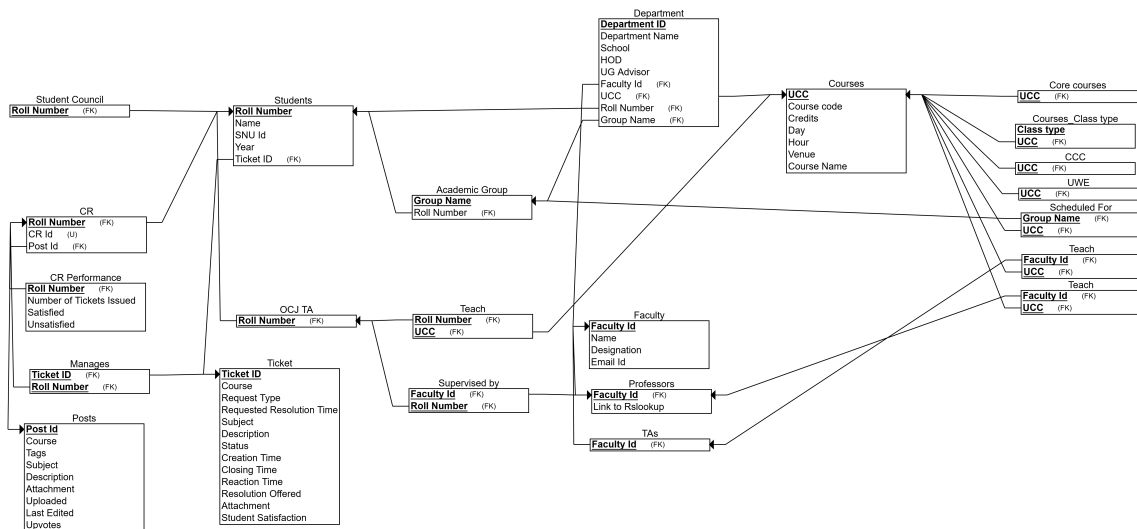 Department
Department ID
Department Name
School
HOD
UG Advisor
Faculty Id (FK)
UCC (FK)
Roll Number (FK)
Group Name (FK)
Student Council
Roll Number (FK)
Students
Roll Number
Name
SNU Id
Year
Ticket ID (FK)
Courses
UCC
Course code
Credits
Day
Hour
Venue
Course Name
Core courses
UCC (FK)
Courses_Class type
Class type
UCC (FK)
CCC
UCC (FK)
UWE
UCC (FK)
Scheduled For
Group Name (FK)
UCC (FK)
Teach
Faculty Id (FK)
UCC (FK)
Teach
Faculty Id (FK)
UCC (FK)
Academic Group
Group Name
Roll Number (FK)
CR
Roll Number (FK)
CR Id (U)
Post Id (FK)
CR Performance
Roll Number (FK)
Number of Tickets Issued
Satisfied
Unsatisfied
OCJ TA
Roll Number (FK)
Teach
Roll Number (FK)
UCC (FK)
Faculty
Faculty Id
Name
Designation
Email Id
Manages
Ticket ID (FK)
Roll Number (FK)
Ticket
Ticket ID
Course
Request Type
Requested Resolution Time
Subject
Description
Status
Creation Time
Closing Time
Reaction Time
Resolution Offered
Attachment
Student Satisfaction
Supervised by
Faculty Id (FK)
Roll Number (FK)
Professors
Faculty Id (FK)
Link to Rslookup
TAs
Faculty Id (FK)
Posts
Post Id
Course
Tags
Subject
Description
Attachment
Uploaded
Last Edited
Upvotes